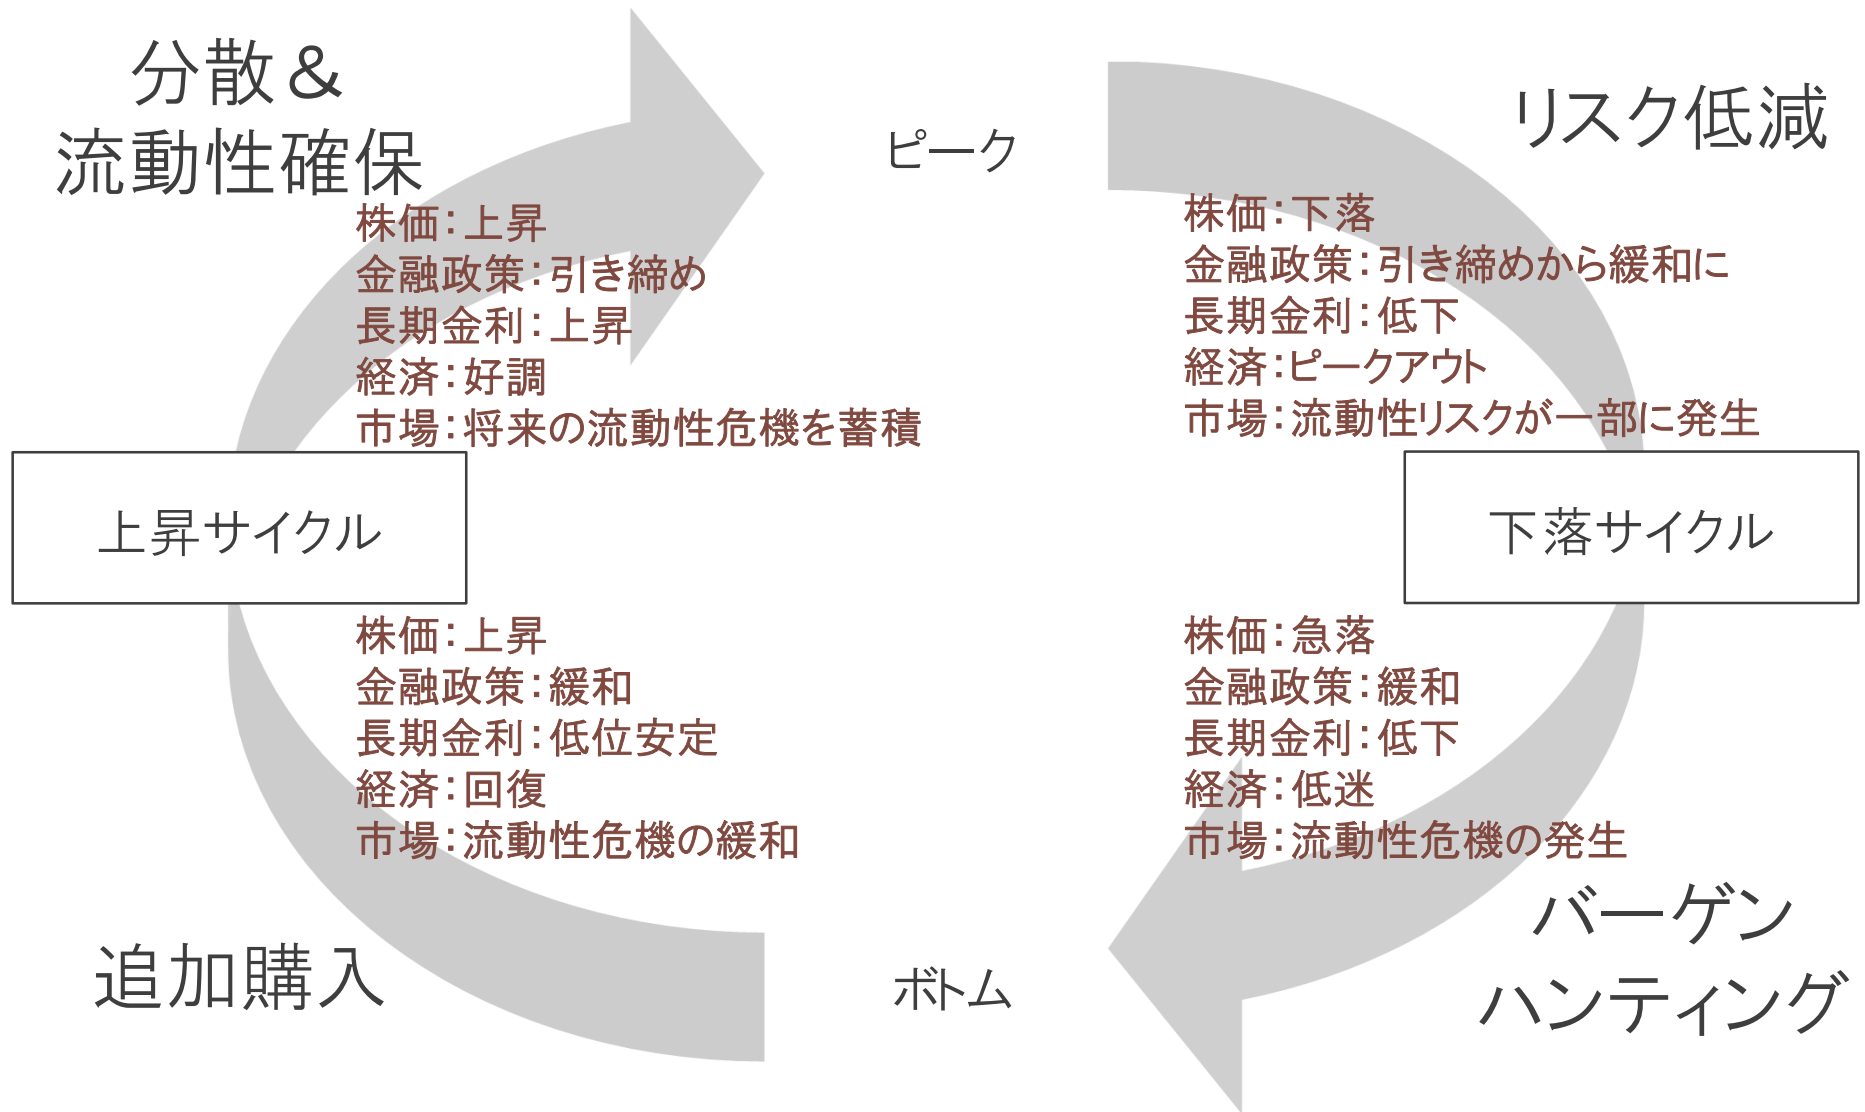 分散＆
流動性確保
ピーク
リスク低減
株価：上昇
金融政策：引き締め
長期金利：上昇
経済：好調
市場：将来の流動性危機を蓄積
株価：下落
金融政策：引き締めから緩和に
長期金利：低下
経済：ピークアウト
市場：流動性リスクが一部に発生
上昇サイクル
下落サイクル
株価：上昇
金融政策：緩和
長期金利：低位安定
経済：回復
市場：流動性危機の緩和
株価：急落
金融政策：緩和
長期金利：低下
経済：低迷
市場：流動性危機の発生
追加購入
ボトム
バーゲン
ハンティング